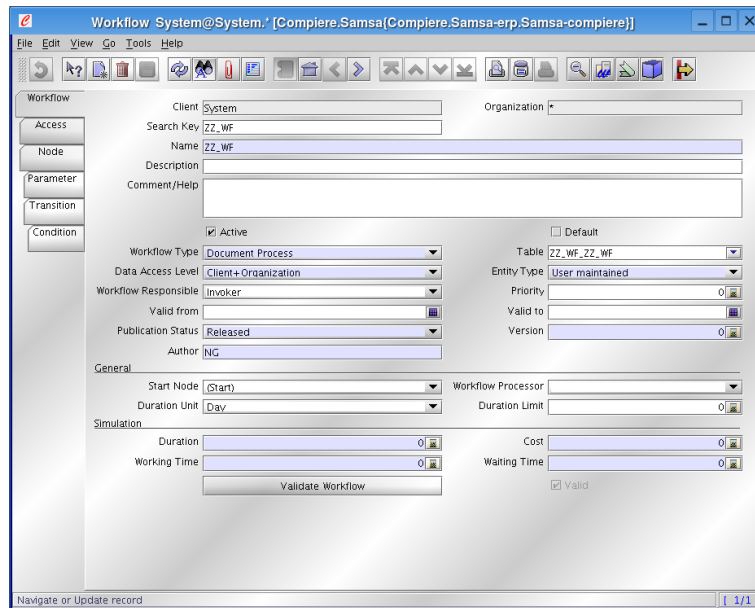 Workflow System@System.* [Compiere.Samsa{Compiere.Samsa-erp.Samsa-compiere}]
File Edit View Go Tools Help
Workflow
Access
Node
Parameter
Transition
Condition
Client System Organization *
Search Key ZZ_WF
Name ZZ_WF
Description
Comment/Help
Active Default
Workflow Type Document Process Table ZZ_WF_ZZ_WF
Data Access Level Client+Organization Entity Type User maintained
Workflow Responsible Invoker Priority 0
Valid from Valid to
Publication Status Released Version 0
Author NG
General
Start Node (Start) Workflow Processor
Duration Unit Day Duration Limit 0
Simulation
Duration 0 Cost 0
Working Time 0 Waiting Time 0
Validate Workflow Valid
Navigate or Update record [ 1/1